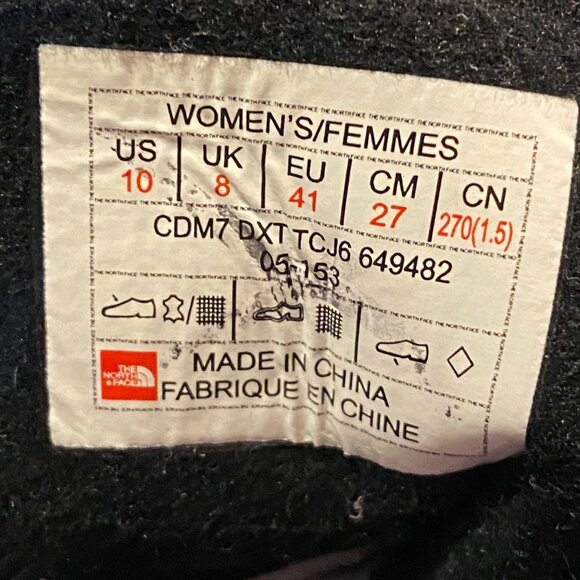 WOMEN'S/FEMMES
US UK EU CM CN
10 8 41 27 270(1.5)
CDM7 DXT TCJ6 649482
05-153
THE NORTH FACE
MADE IN CHINA
FABRIQUE EN CHINE